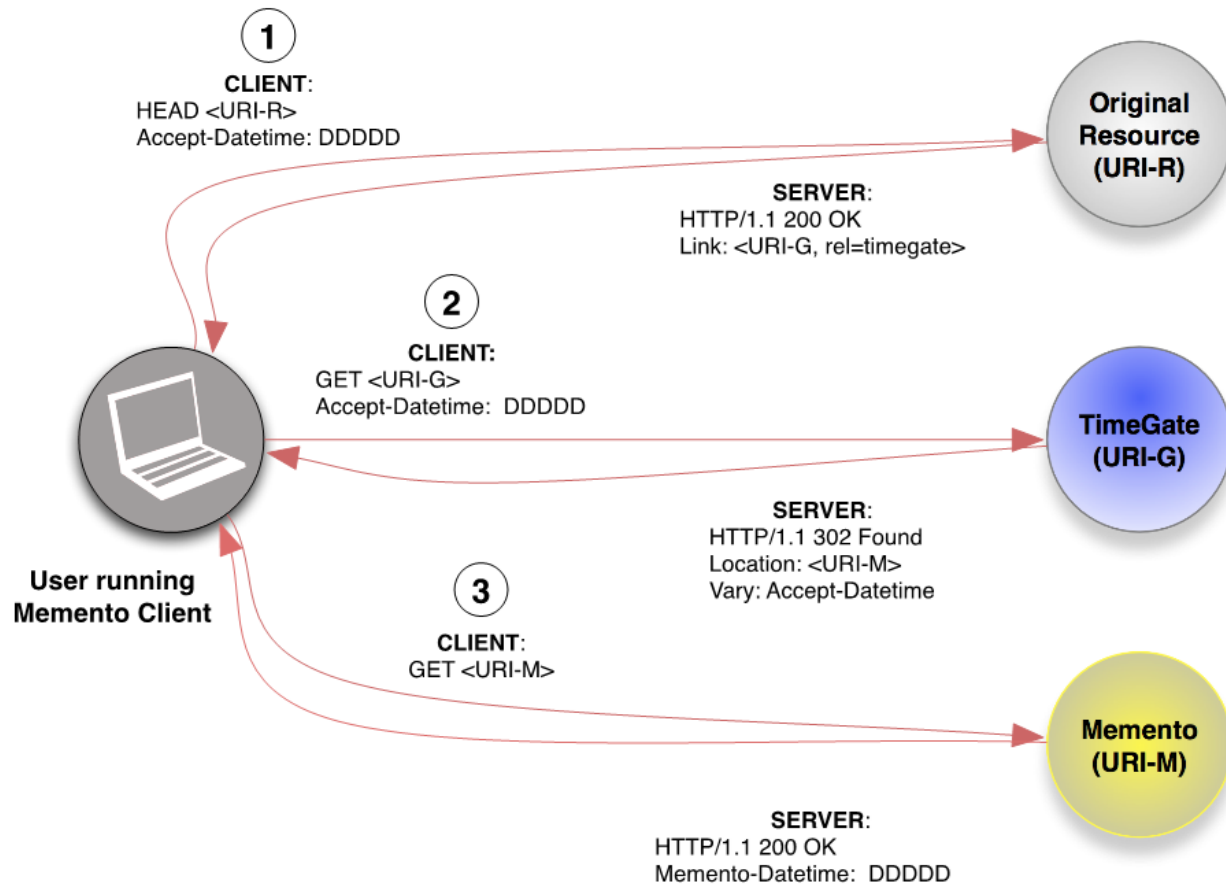 1
CLIENT:
HEAD <URI-R>
Accept-Datetime: DDDDD
Original
Resource
(URI-R)
SERVER:
HTTP/1.1 200 OK
Link: <URI-G, rel=timegate>
2
CLIENT:
GET <URI-G>
Accept-Datetime:  DDDDD
TimeGate
(URI-G)
SERVER:
HTTP/1.1 302 Found
Location: <URI-M>
Vary: Accept-Datetime
User running
Memento Client
3
CLIENT:
GET <URI-M>
Memento
(URI-M)
SERVER:
HTTP/1.1 200 OK
Memento-Datetime:  DDDDD